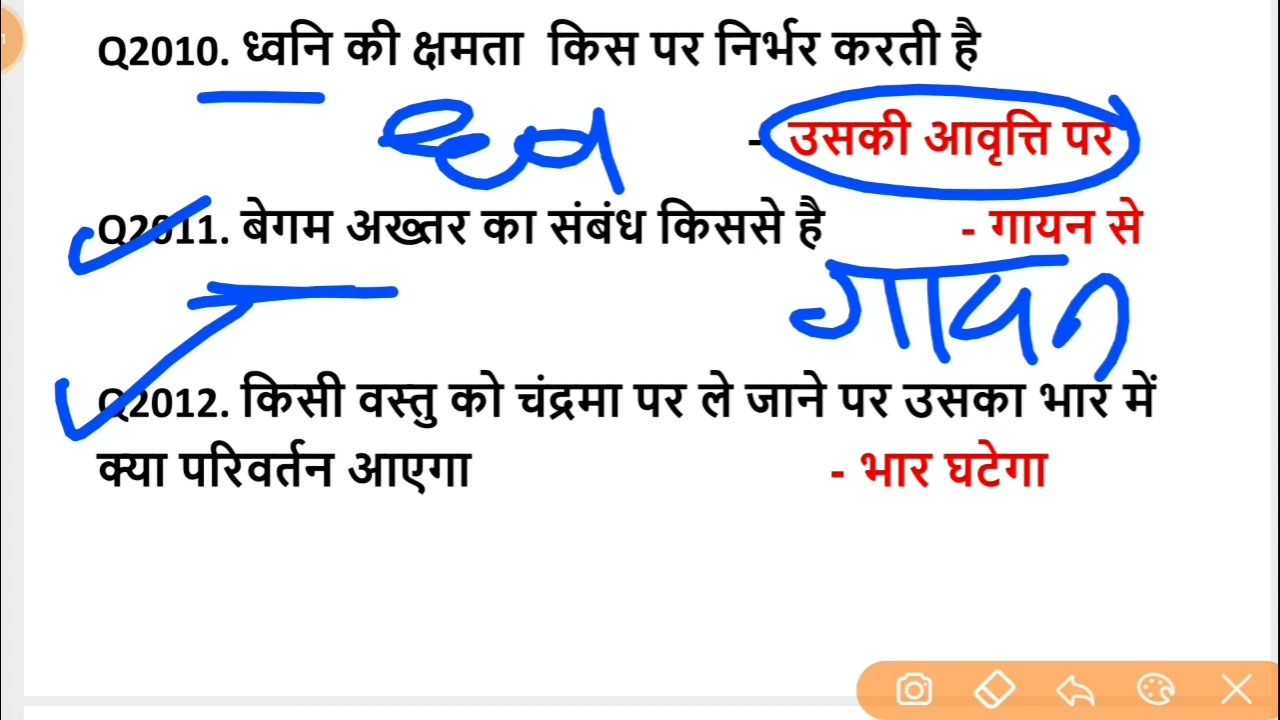 Q2010. ध्वनि की क्षमता किस पर निर्भर करती है
- उसकी आवृत्ति पर
Q2011. बेगम अख्तर का संबंध किससे है - गायन से
गायन
Q2012. किसी वस्तु को चंद्रमा पर ले जाने पर उसका भार में
क्या परिवर्तन आएगा - भार घटेगा